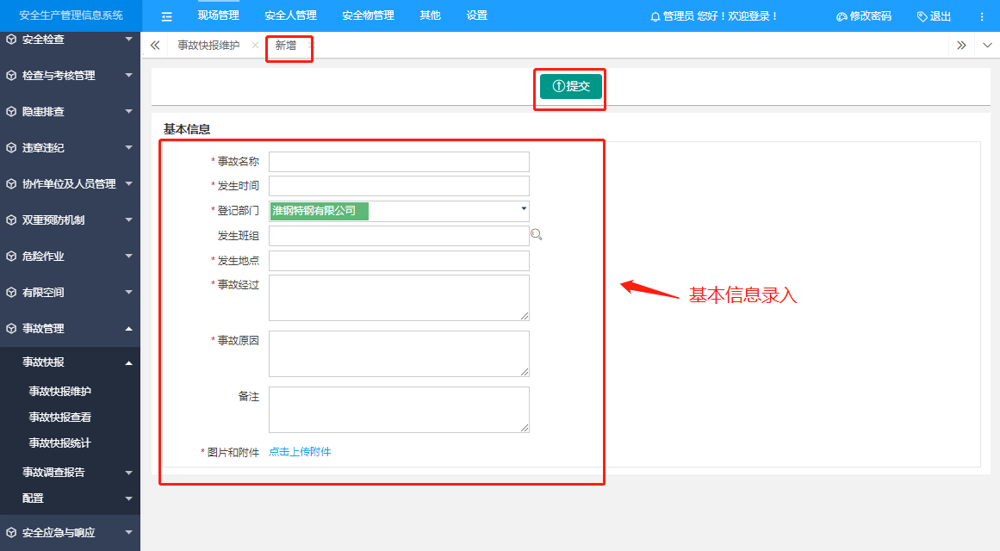 安全生产管理信息系统
现场管理 安全人管理 安全物管理 其他 设置
管理员 您好！欢迎登录！
修改密码
退出
事故快报维护
新增
安全检查
检查与考核管理
隐患排查
违章违纪
协作单位及人员管理
双重预防机制
危险作业
有限空间
事故管理
事故快报
事故快报维护
事故快报查看
事故快报统计
事故调查报告
配置
安全应急与响应
提交
基本信息
* 事故名称
* 发生时间
* 登记部门 淮钢特钢有限公司
发生班组
* 发生地点
* 事故经过
* 事故原因
备注
* 图片和附件 点击上传附件
基本信息录入